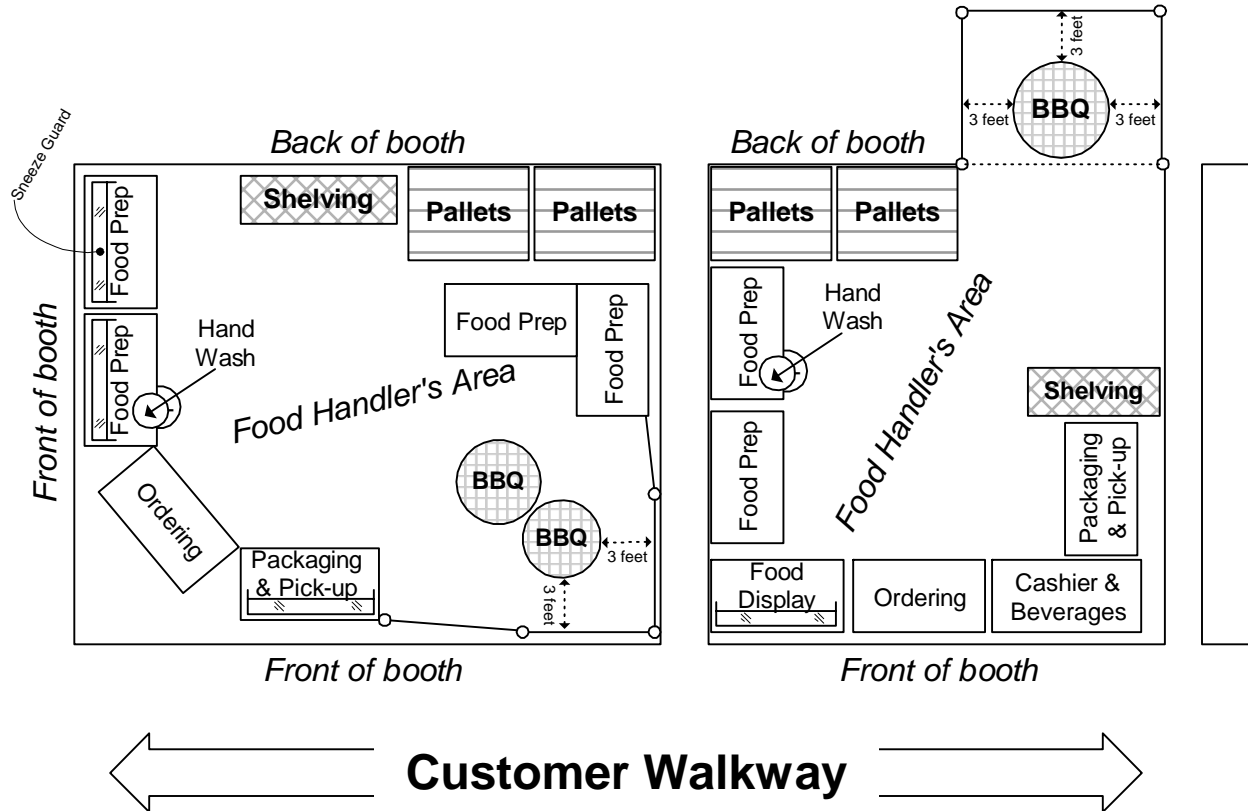 3 feet
BBQ
3 feet
3 feet
Sneeze Guard
Back of booth
Back of booth
Food Prep
Shelving
Pallets
Pallets
Pallets
Pallets
Front of booth
Food Prep
Hand
Wash
Food Prep
Food Prep
Food Handler's Area
Food Prep
Hand
Wash
Food Handler's Area
Shelving
Ordering
BBQ
BBQ
3 feet
3 feet
Packaging
& Pick-up
Food Prep
Packaging
& Pick-up
Food
Display
Ordering
Cashier &
Beverages
Front of booth
Front of booth
Customer Walkway